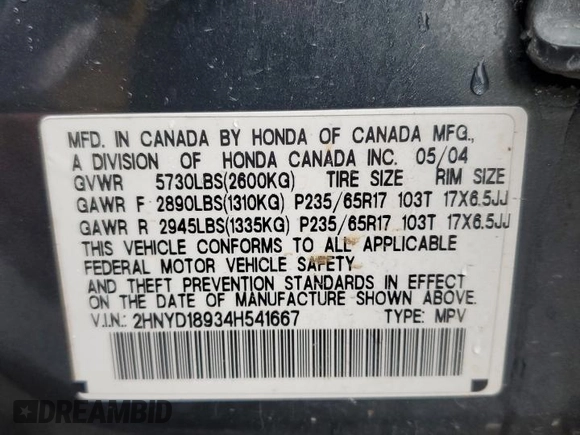 MFD. IN CANADA BY HONDA OF CANADA MFG.,
A DIVISION OF HONDA CANADA INC. 05/04
GVWR 5730LBS(2600KG) TIRE SIZE RIM SIZE
GAWR F 2890LBS(1310KG) P235/65R17 103T 17X6.5JJ
GAWR R 2945LBS(1335KG) P235/65R17 103T 17X6.5JJ
THIS VEHICLE CONFORMS TO ALL APPLICABLE
FEDERAL MOTOR VEHICLE SAFETY
AND THEFT PREVENTION STANDARDS IN EFFECT
ON THE DATE OF MANUFACTURE SHOWN ABOVE.
V.I.N.: 2HNYD18934H541667 TYPE: MPV
DREAMBID